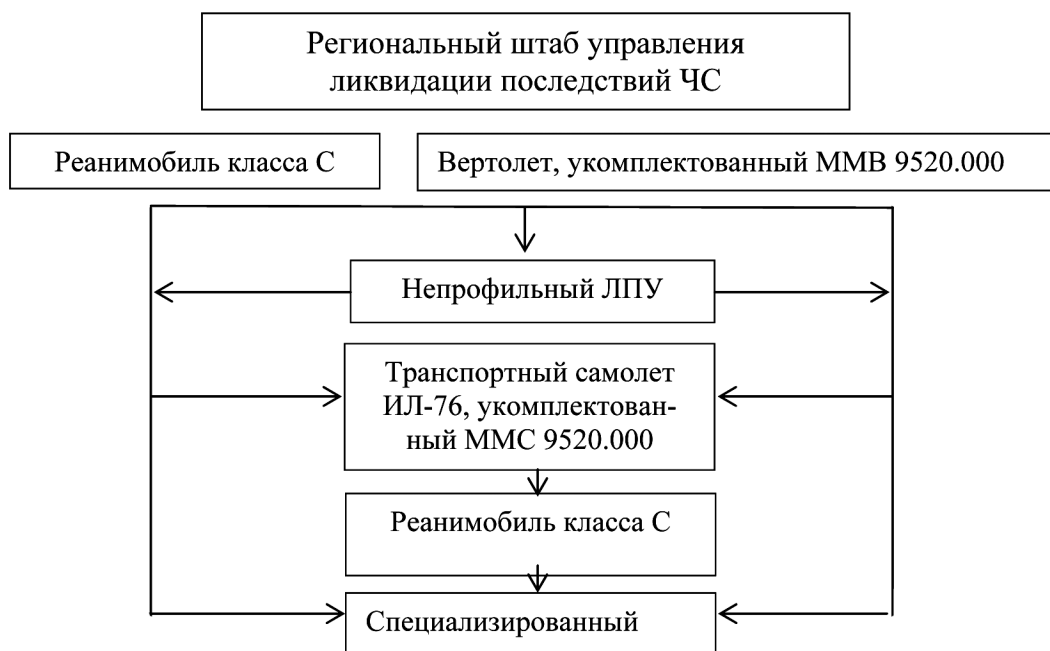 Региональный штаб управления
ликвидации последствий ЧС
Реанимобиль класса С
Вертолет, укомплектованный ММВ 9520.000
Непрофильный ЛПУ
Транспортный самолет
ИЛ-76, укомплектован-
ный ММС 9520.000
Реанимобиль класса С
Специализированный